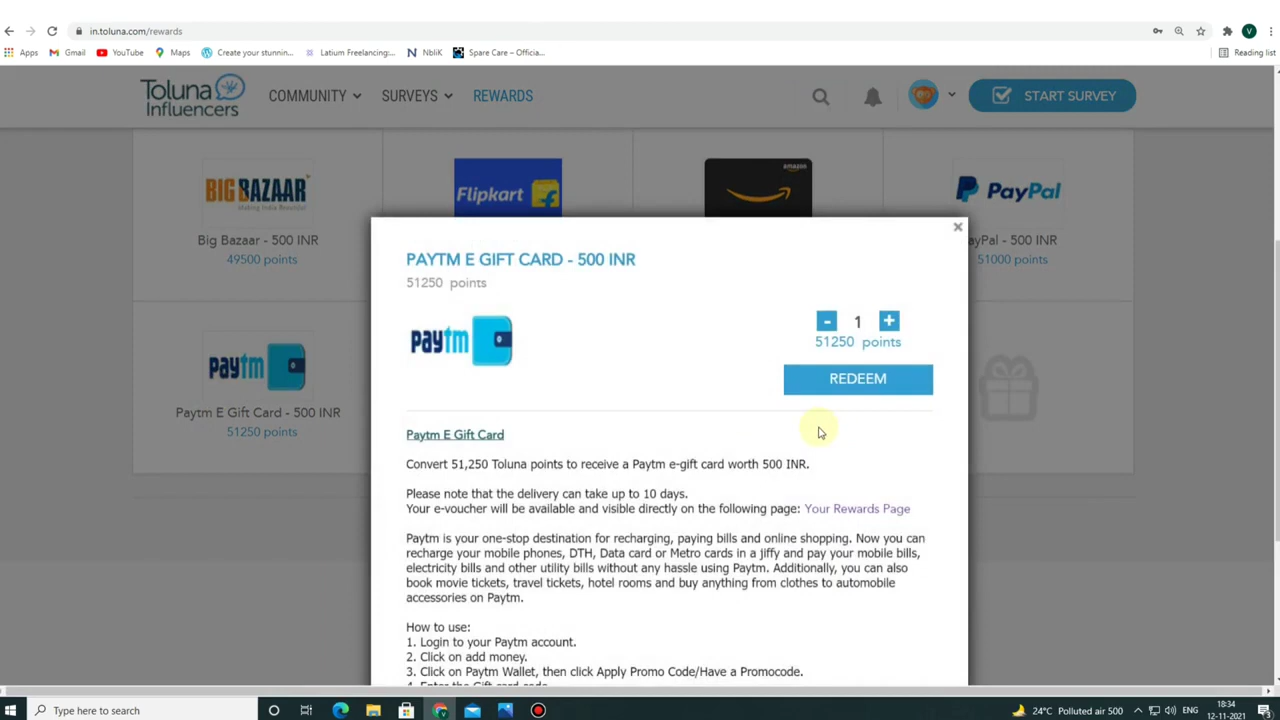 in.toluna.com/rewards
V
Apps
Gmail
YouTube
Maps
Create your stunnin...
Latium Freelancing:...
NbliK
Spare Care – Officia...
Reading list
Toluna Influencers
COMMUNITY
SURVEYS
REWARDS
START SURVEY
BIG BAZAAR
Flipkart
amazon
PayPal
Big Bazaar - 500 INR
49500 points
ayPal - 500 INR
51000 points
PAYTM E GIFT CARD - 500 INR
51250 points
paytm
- 1 +
51250 points
REDEEM
paytm
Paytm E Gift Card - 500 INR
51250 points
Paytm E Gift Card
Convert 51,250 Toluna points to receive a Paytm e-gift card worth 500 INR.
Please note that the delivery can take up to 10 days.
Your e-voucher will be available and visible directly on the following page: Your Rewards Page
Paytm is your one-stop destination for recharging, paying bills and online shopping. Now you can
recharge your mobile phones, DTH, Data card or Metro cards in a jiffy and pay your mobile bills,
electricity bills and other utility bills without any hassle using Paytm. Additionally, you can also
book movie tickets, travel tickets, hotel rooms and buy anything from clothes to automobile
accessories on Paytm.
How to use:
1. Login to your Paytm account.
2. Click on add money.
3. Click on Paytm Wallet, then click Apply Promo Code/Have a Promocode.
4. Enter the Gift card code
Type here to search
24°C Polluted air 500
ENG
18:34
12-11-2021